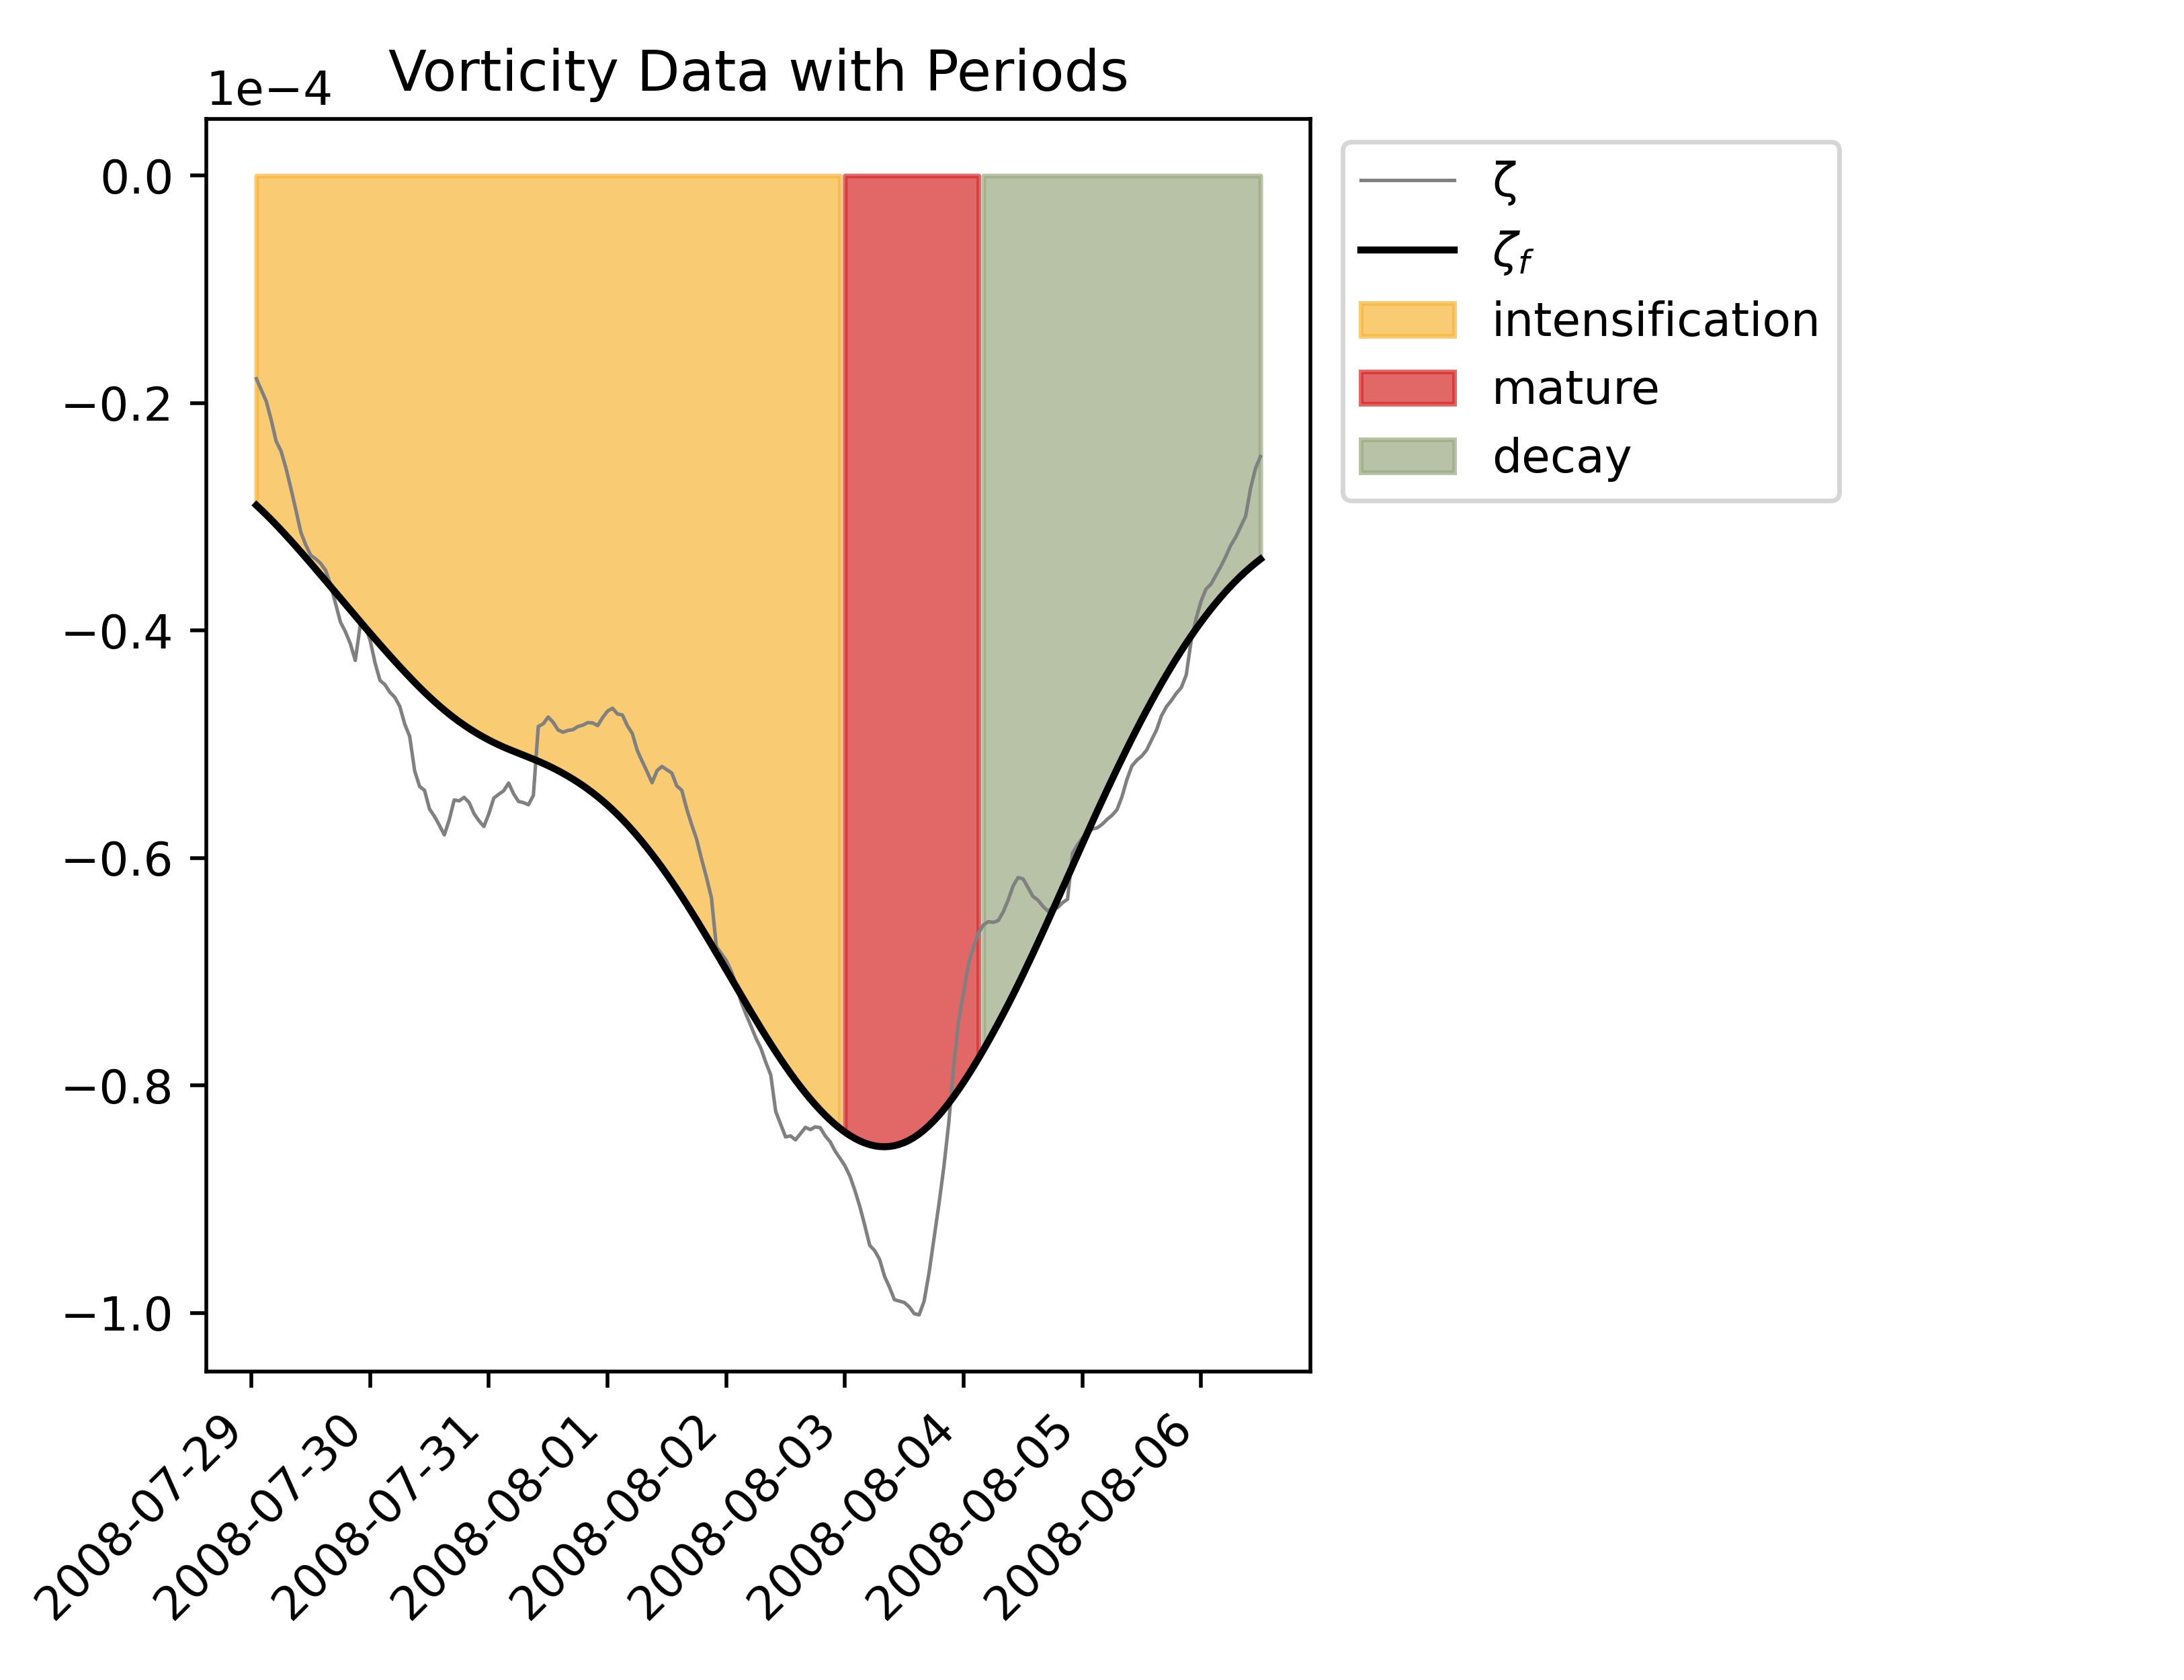 Vorticity Data with Periods
1e−4
0.0
−0.2
−0.4
−0.6
−0.8
−1.0
2008-07-29
2008-07-30
2008-07-31
2008-08-01
2008-08-02
2008-08-03
2008-08-04
2008-08-05
2008-08-06
ζ
ζf
intensification
mature
decay